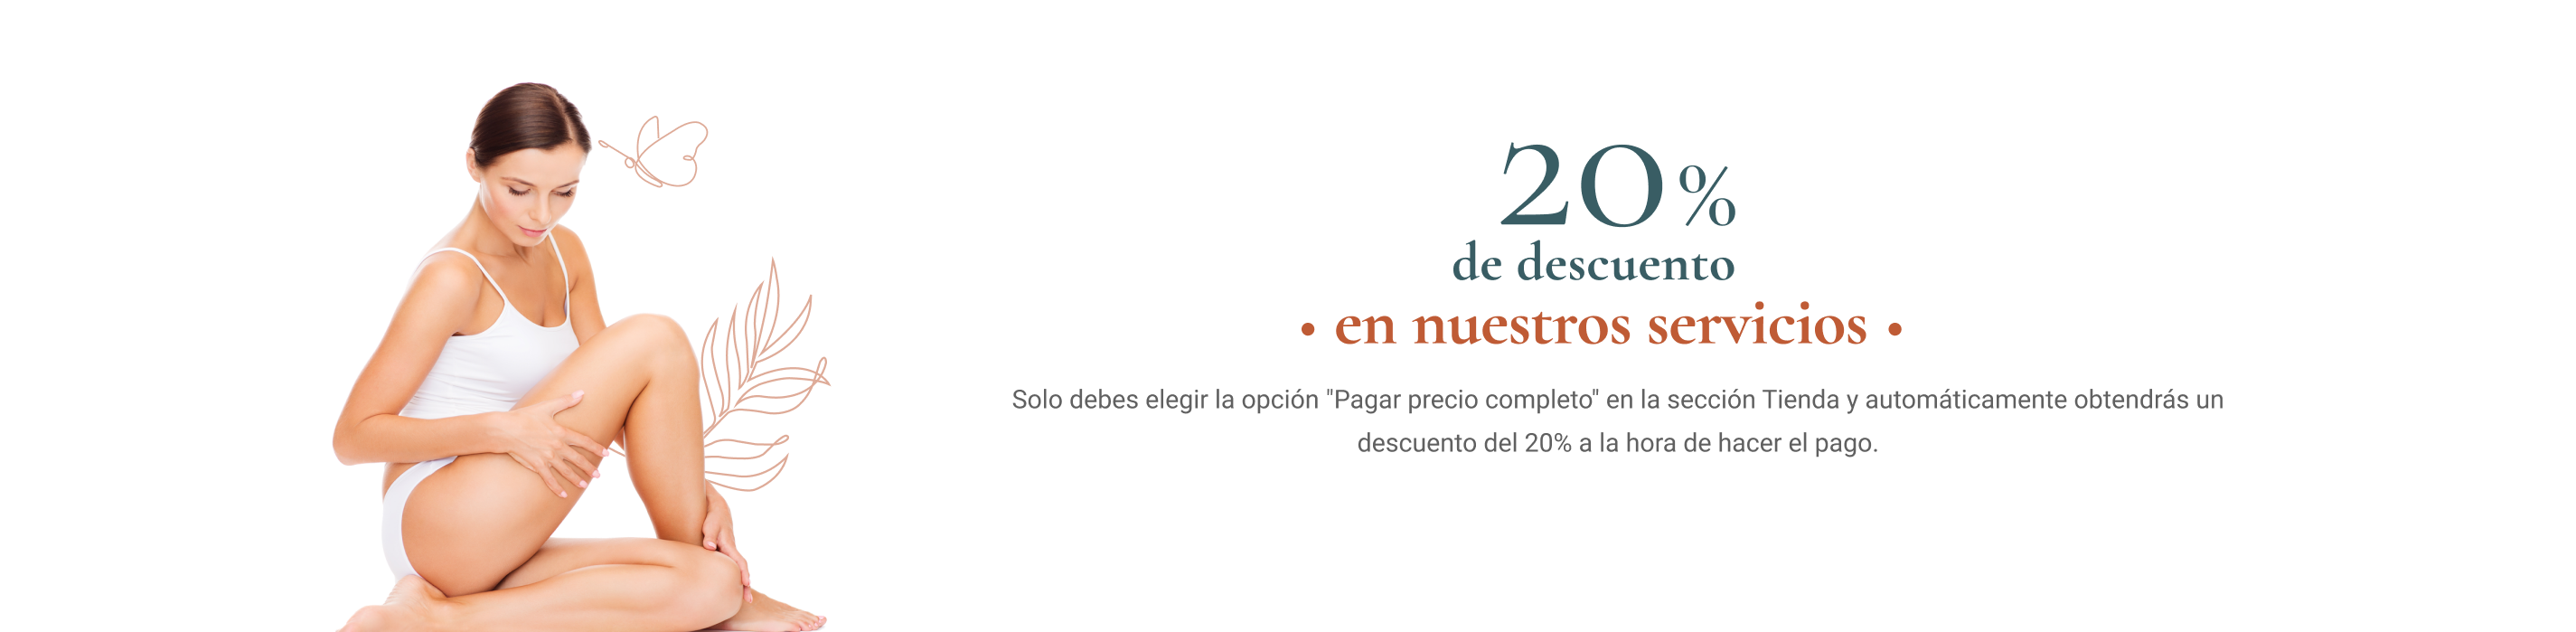 20%
de descuento
• en nuestros servicios •
Solo debes elegir la opción "Pagar precio completo" en la sección Tienda y automáticamente obtendrás un
descuento del 20% a la hora de hacer el pago.